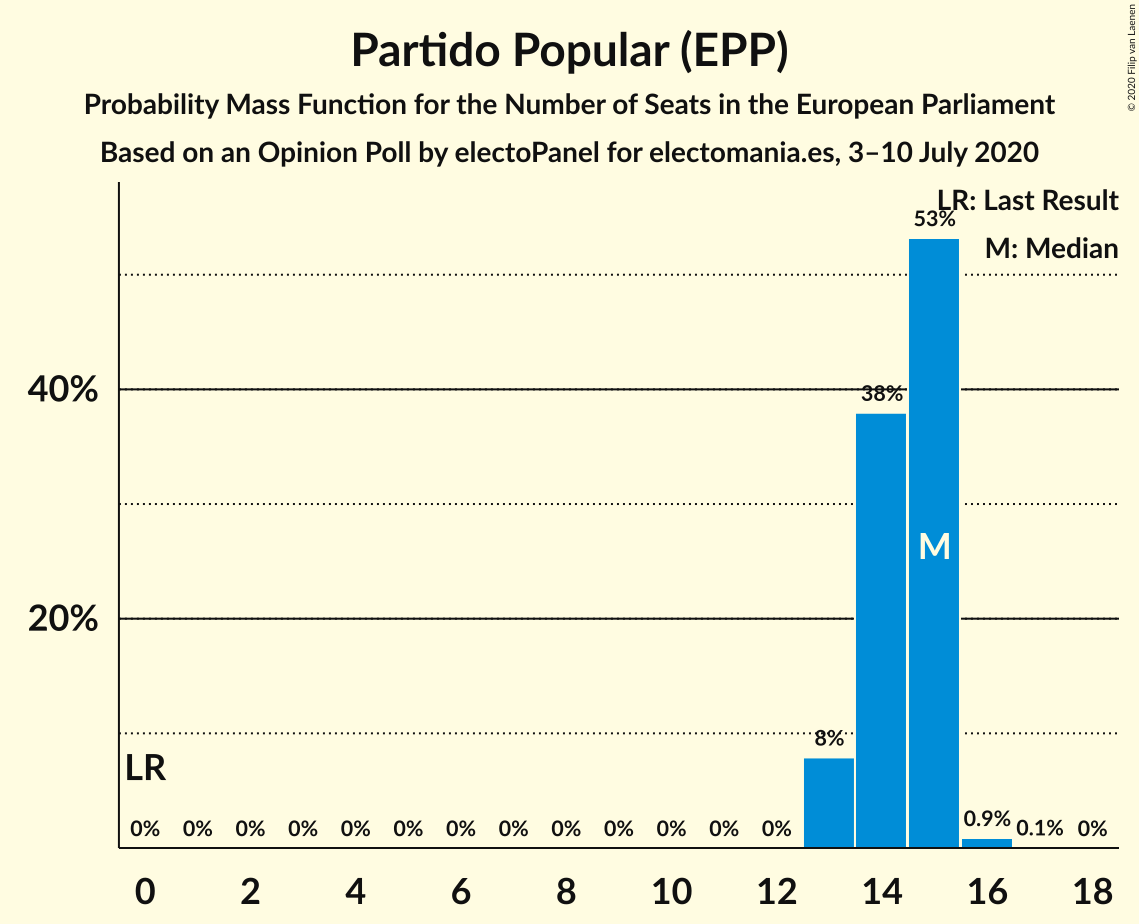 Partido Popular (EPP)
Probability Mass Function for the Number of Seats in the European Parliament
Based on an Opinion Poll by electoPanel for electomania.es, 3–10 July 2020
© 2020 Filip van Laenen
LR: Last Result
53%
M: Median
40%
38%
M
20%
8%
LR
0% 0% 0% 0% 0% 0% 0% 0% 0% 0% 0% 0% 0% 0.9% 0.1% 0%
0 2 4 6 8 10 12 14 16 18